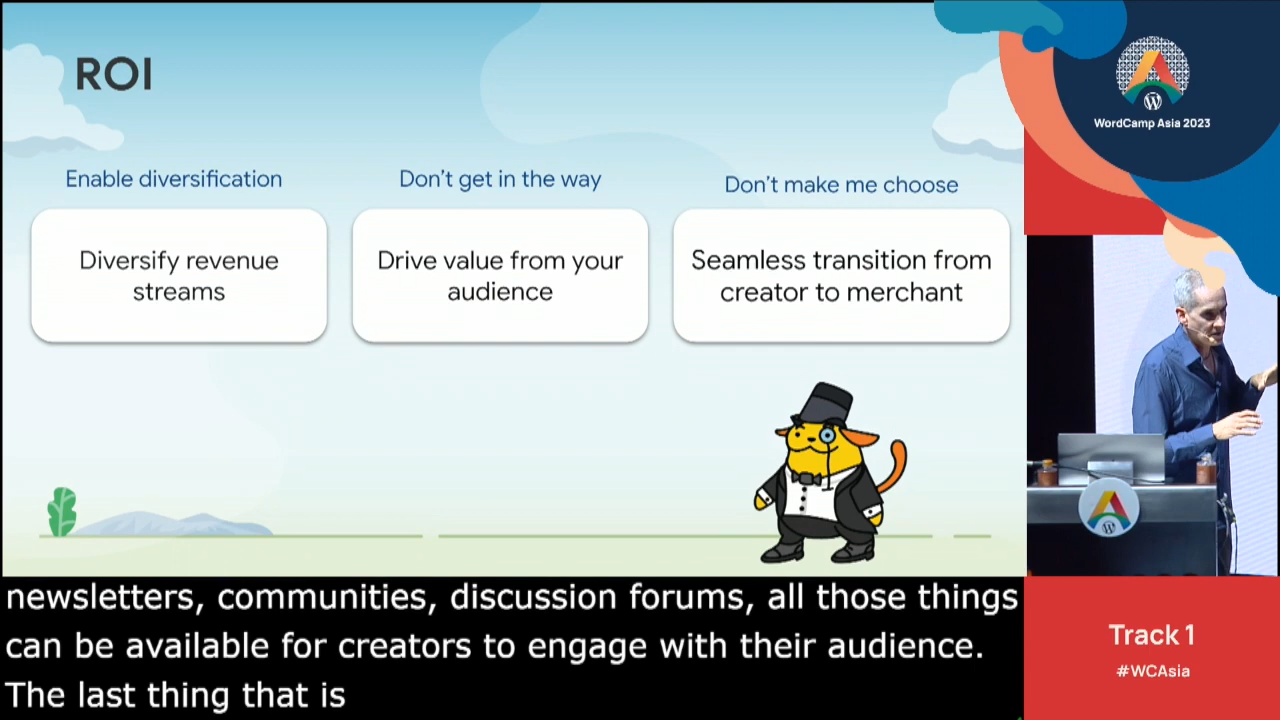 ROI
Enable diversification
Diversify revenue
streams
Don't get in the way
Drive value from your
audience
Don't make me choose
Seamless transition from
creator to merchant
WordCamp Asia 2023
newsletters, communities, discussion forums, all those things
can be available for creators to engage with their audience.
The last thing that is
Track 1
#WCAsia